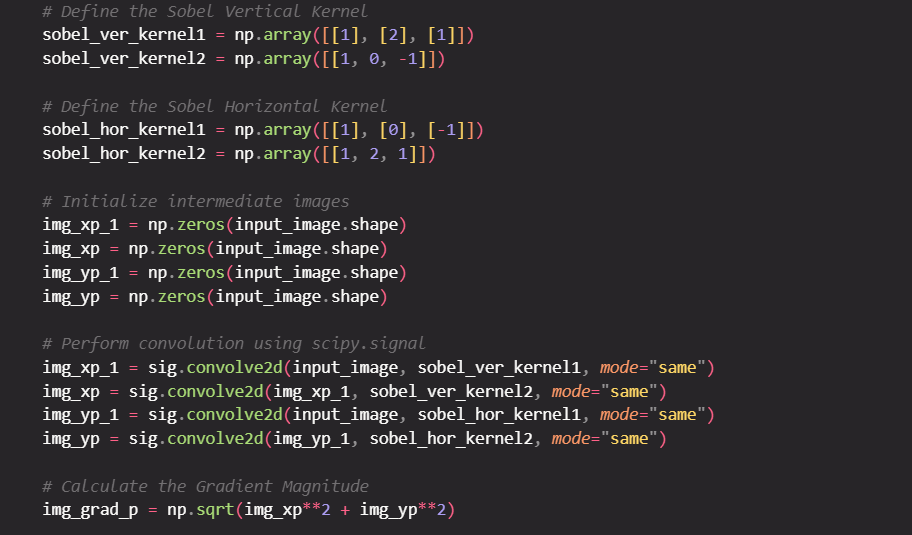 # Define the Sobel Vertical Kernel
sobel_ver_kernel1 = np.array([[1], [2], [1]])
sobel_ver_kernel2 = np.array([[1, 0, -1]])
# Define the Sobel Horizontal Kernel
sobel_hor_kernel1 = np.array([[1], [0], [-1]])
sobel_hor_kernel2 = np.array([[1, 2, 1]])
# Initialize intermediate images
img_xp_1 = np.zeros(input_image.shape)
img_xp = np.zeros(input_image.shape)
img_yp_1 = np.zeros(input_image.shape)
img_yp = np.zeros(input_image.shape)
# Perform convolution using scipy.signal
img_xp_1 = sig.convolve2d(input_image, sobel_ver_kernel1, mode="same")
img_xp = sig.convolve2d(img_xp_1, sobel_ver_kernel2, mode="same")
img_yp_1 = sig.convolve2d(input_image, sobel_hor_kernel1, mode="same")
img_yp = sig.convolve2d(img_yp_1, sobel_hor_kernel2, mode="same")
# Calculate the Gradient Magnitude
img_grad_p = np.sqrt(img_xp**2 + img_yp**2)